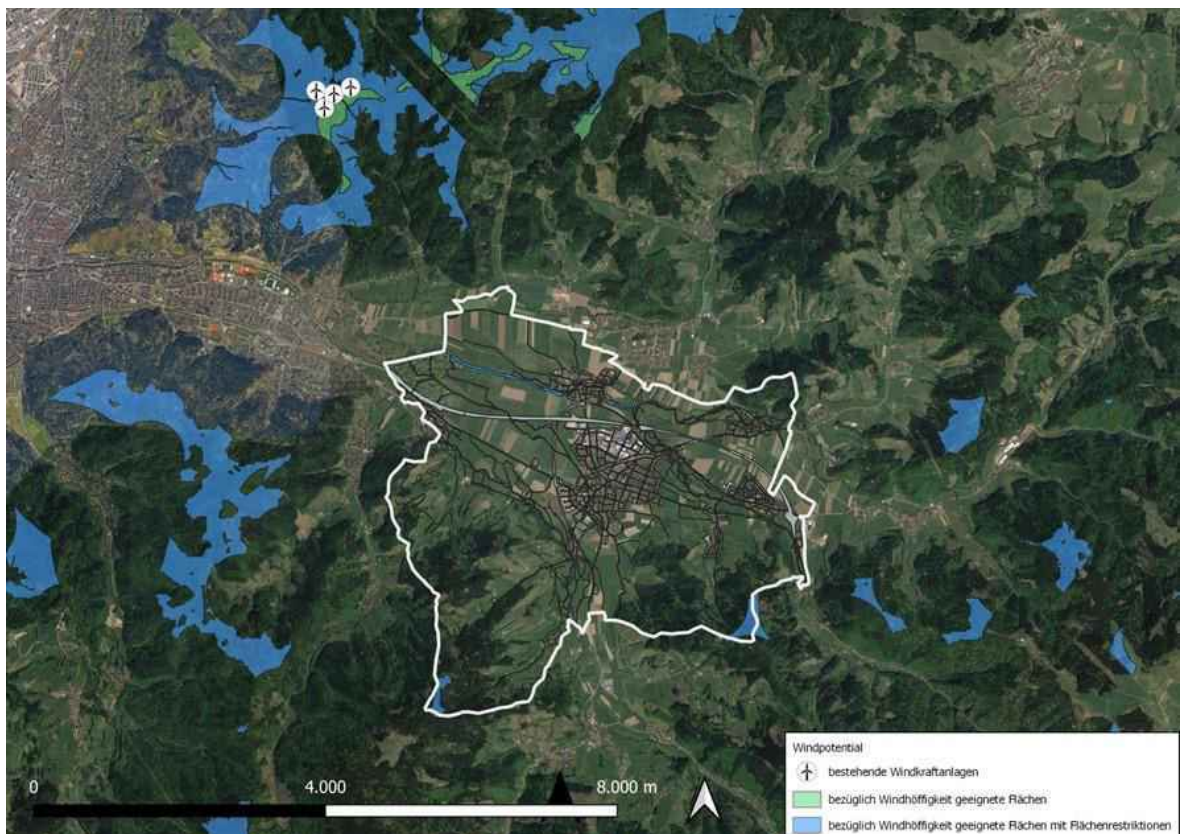 0
4.000
8.000 m
Windpotential
bestehende Windkraftanlagen
bezüglich Windhöffigkeit geeignete Flächen
bezüglich Windhöffigkeit geeignete Flächen mit Flächenrestriktionen